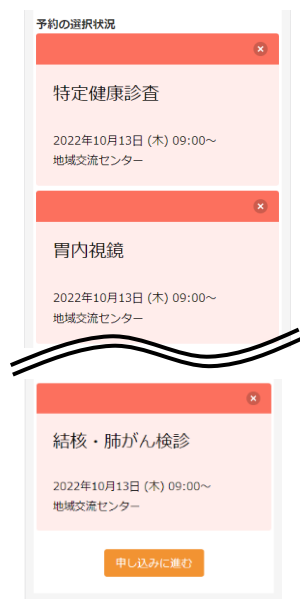 予約の選択状況
特定健康診査
2022年10月13日 (木) 09:00～
地域交流センター
胃内視鏡
2022年10月13日 (木) 09:00～
地域交流センター
結核・肺がん検診
2022年10月13日 (木) 09:00～
地域交流センター
申し込みに進む